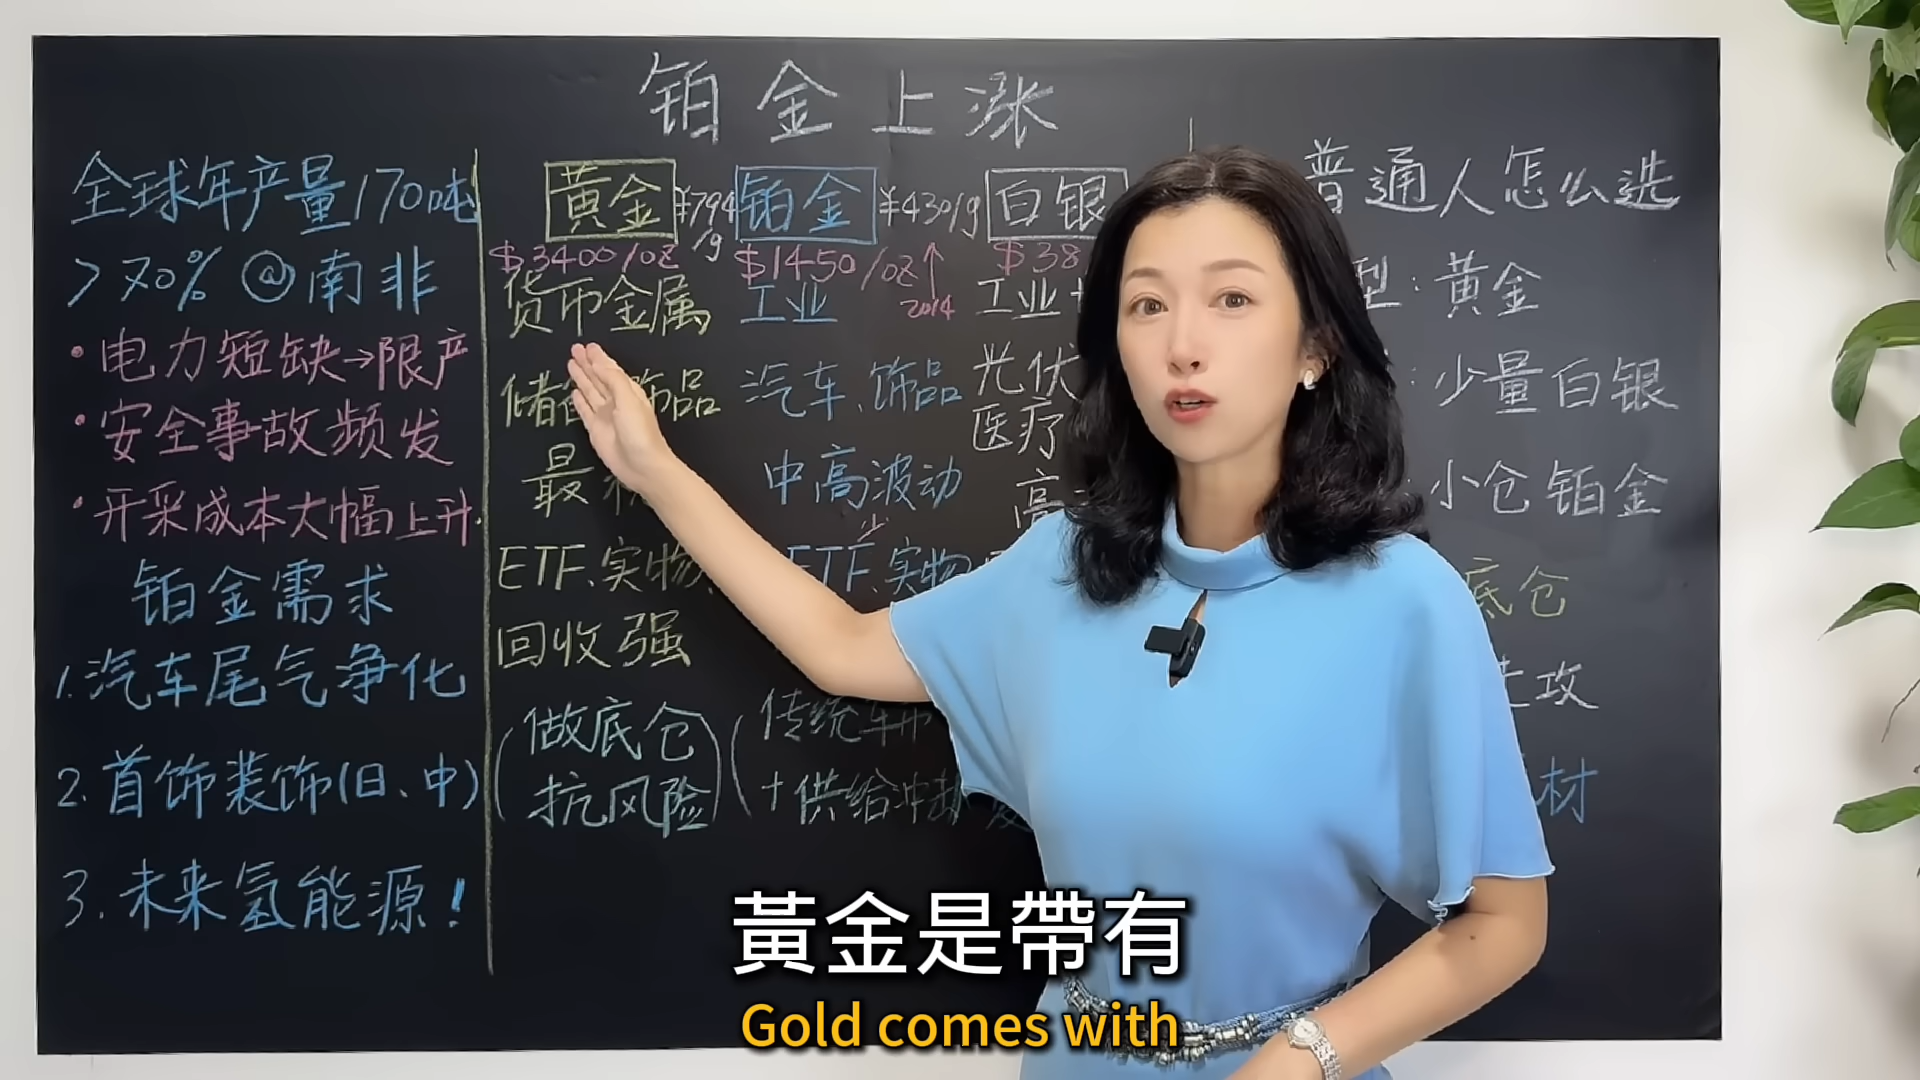 铂金上涨
全球年产量170吨
>70% @南非
·电力短缺→限产
·安全事故频发
·开采成本大幅上升.
铂金需求
1.汽车尾气净化
2.首饰装饰(日、中)
3.未来氢能源!
黄金 ¥794/g
$3400/oz
货币金属
饰品
最
ETF、实物、
回收强
(做底仓
抗风险)
铂金 ¥430/g
$1450/oz↑
2014
工业
汽车、饰品
中高波动
少
ETF、实物
(传统车
+供给冲
白银
$38
工业+
光伏
医疗
高
普通人怎么选
型:黄金
:少量白银
:小仓铂金
底仓
攻
材
黃金是帶有
Gold comes with